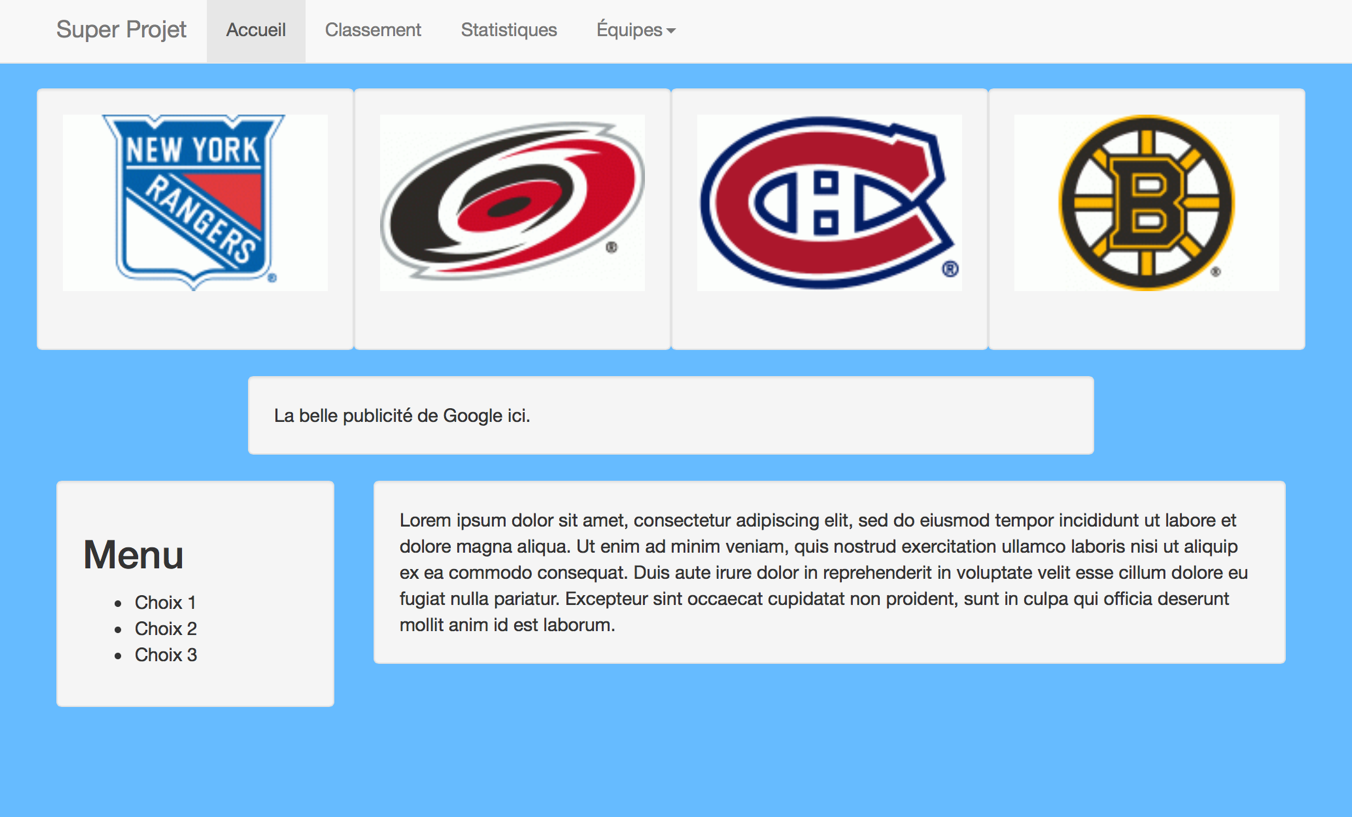 Super Projet
Accueil
Classement
Statistiques
Équipes
NEW YORK
RANGERS
®
®
®
B
®
La belle publicité de Google ici.
Menu
• Choix 1
• Choix 2
• Choix 3
Lorem ipsum dolor sit amet, consectetur adipiscing elit, sed do eiusmod tempor incididunt ut labore et
dolore magna aliqua. Ut enim ad minim veniam, quis nostrud exercitation ullamco laboris nisi ut aliquip
ex ea commodo consequat. Duis aute irure dolor in reprehenderit in voluptate velit esse cillum dolore eu
fugiat nulla pariatur. Excepteur sint occaecat cupidatat non proident, sunt in culpa qui officia deserunt
mollit anim id est laborum.